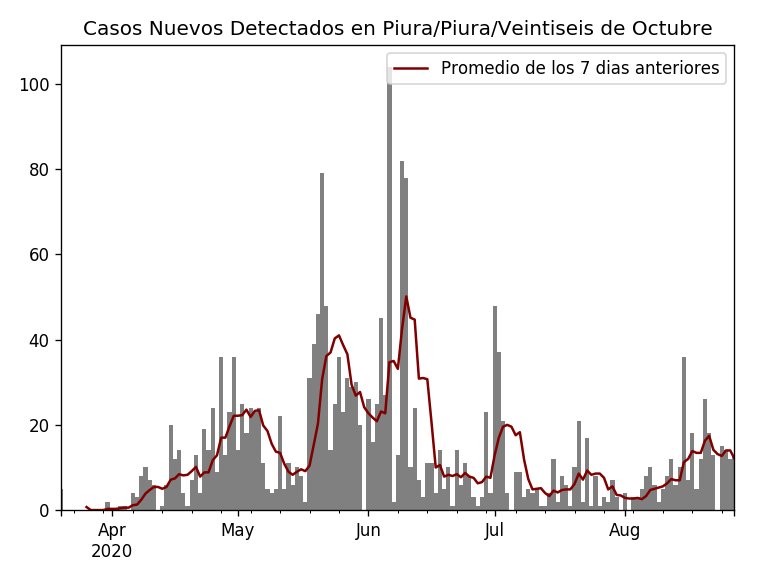 Casos Nuevos Detectados en Piura/Piura/Veintiseis de Octubre
Promedio de los 7 dias anteriores
100
80
60
40
20
0
Apr
2020
May
Jun
Jul
Aug